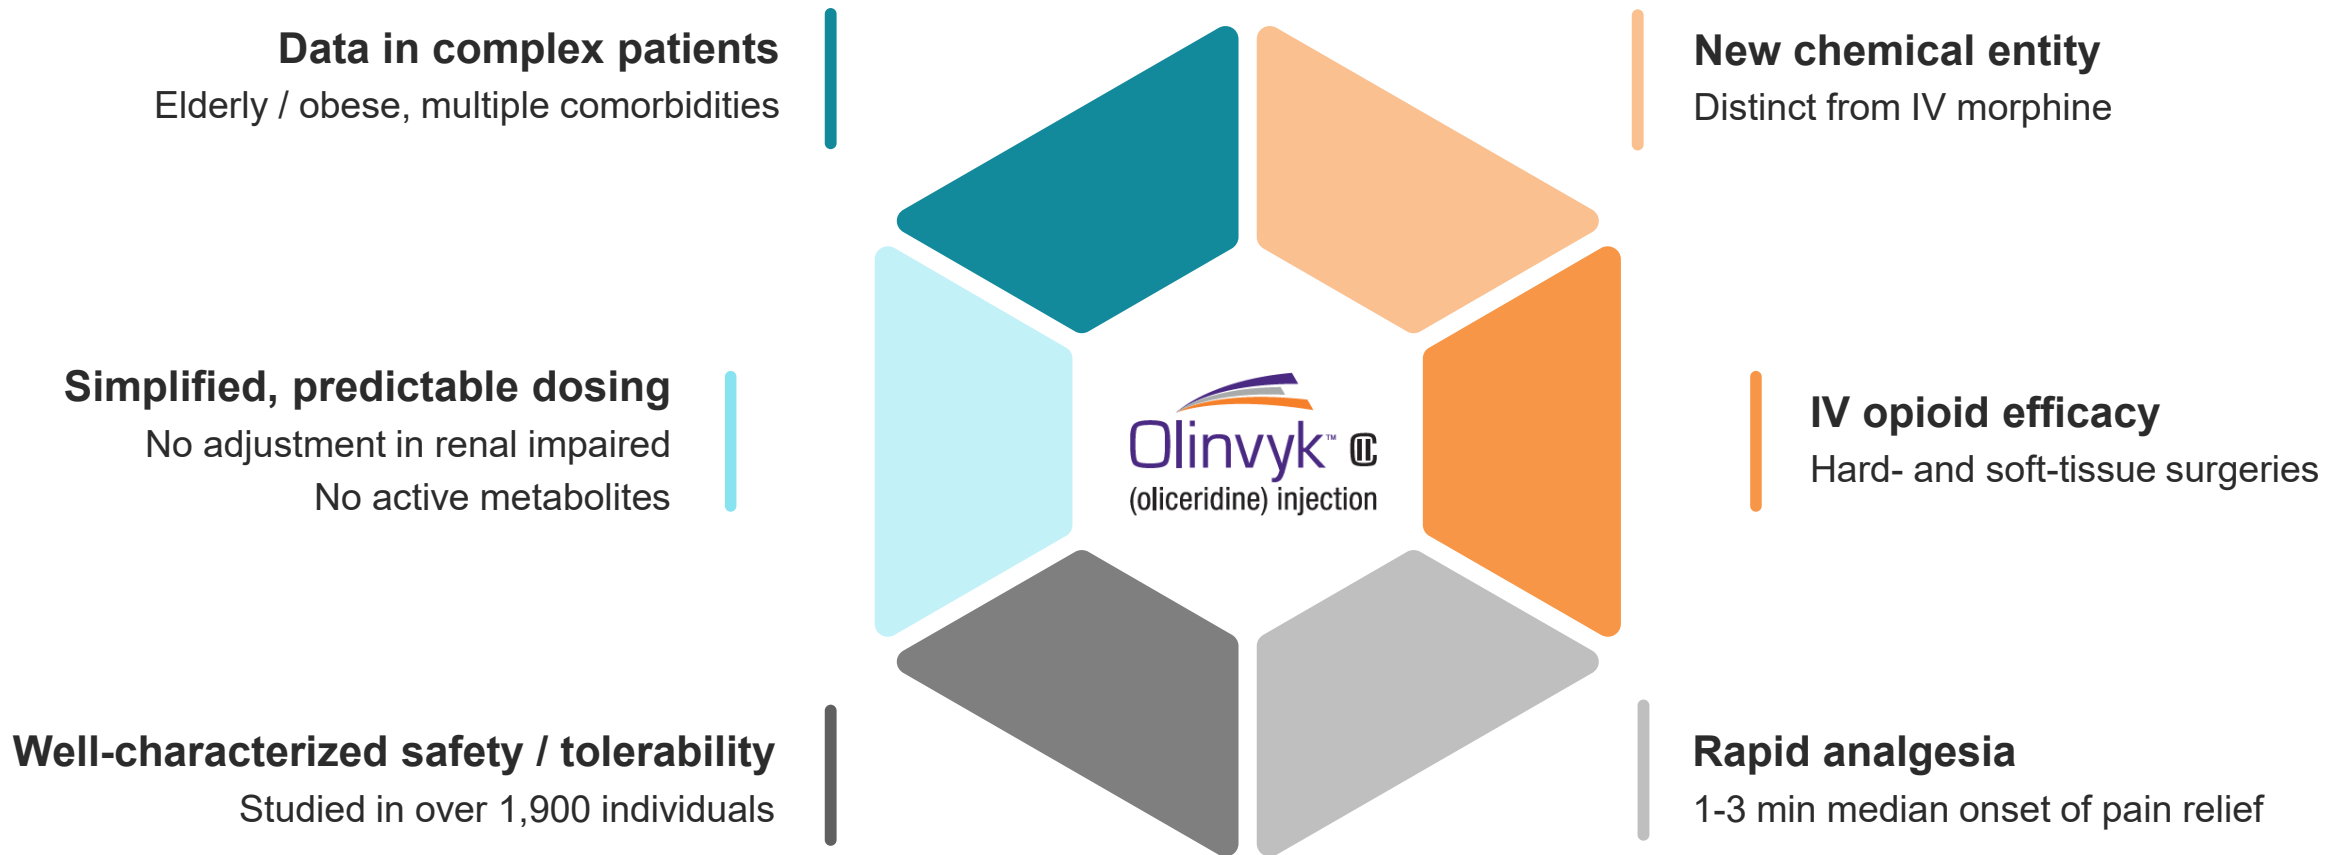 Data in complex patients
Elderly / obese, multiple comorbidities
New chemical entity
Distinct from IV morphine
Simplified, predictable dosing
No adjustment in renal impaired
No active metabolites
Olinvyk™ CII
(oliceridine) injection
IV opioid efficacy
Hard- and soft-tissue surgeries
Well-characterized safety / tolerability
Studied in over 1,900 individuals
Rapid analgesia
1-3 min median onset of pain relief